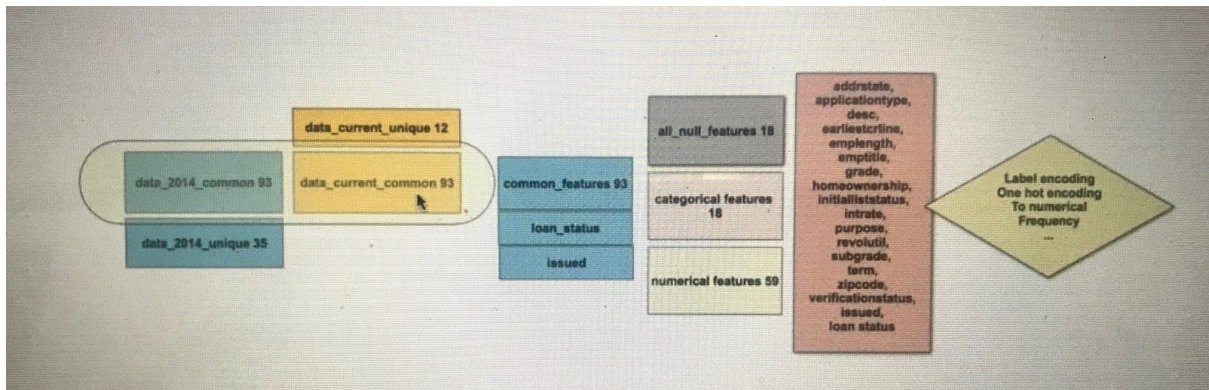 data_current_unique 12
data_2014_common 93
data_current_common 93
data_2014_unique 35
common_features 93
loan_status
issued
all_null_features 18
categorical features
18
numerical features 59
addrstate,
applicationtype,
desc,
earliestcrline,
emplength,
emptitle,
grade,
homeownership,
initialliststatus,
intrate,
purpose,
revolutil,
subgrade,
term,
zipcode,
verificationstatus,
issued,
loan status
Label encoding
One hot encoding
To numerical
Frequency
...